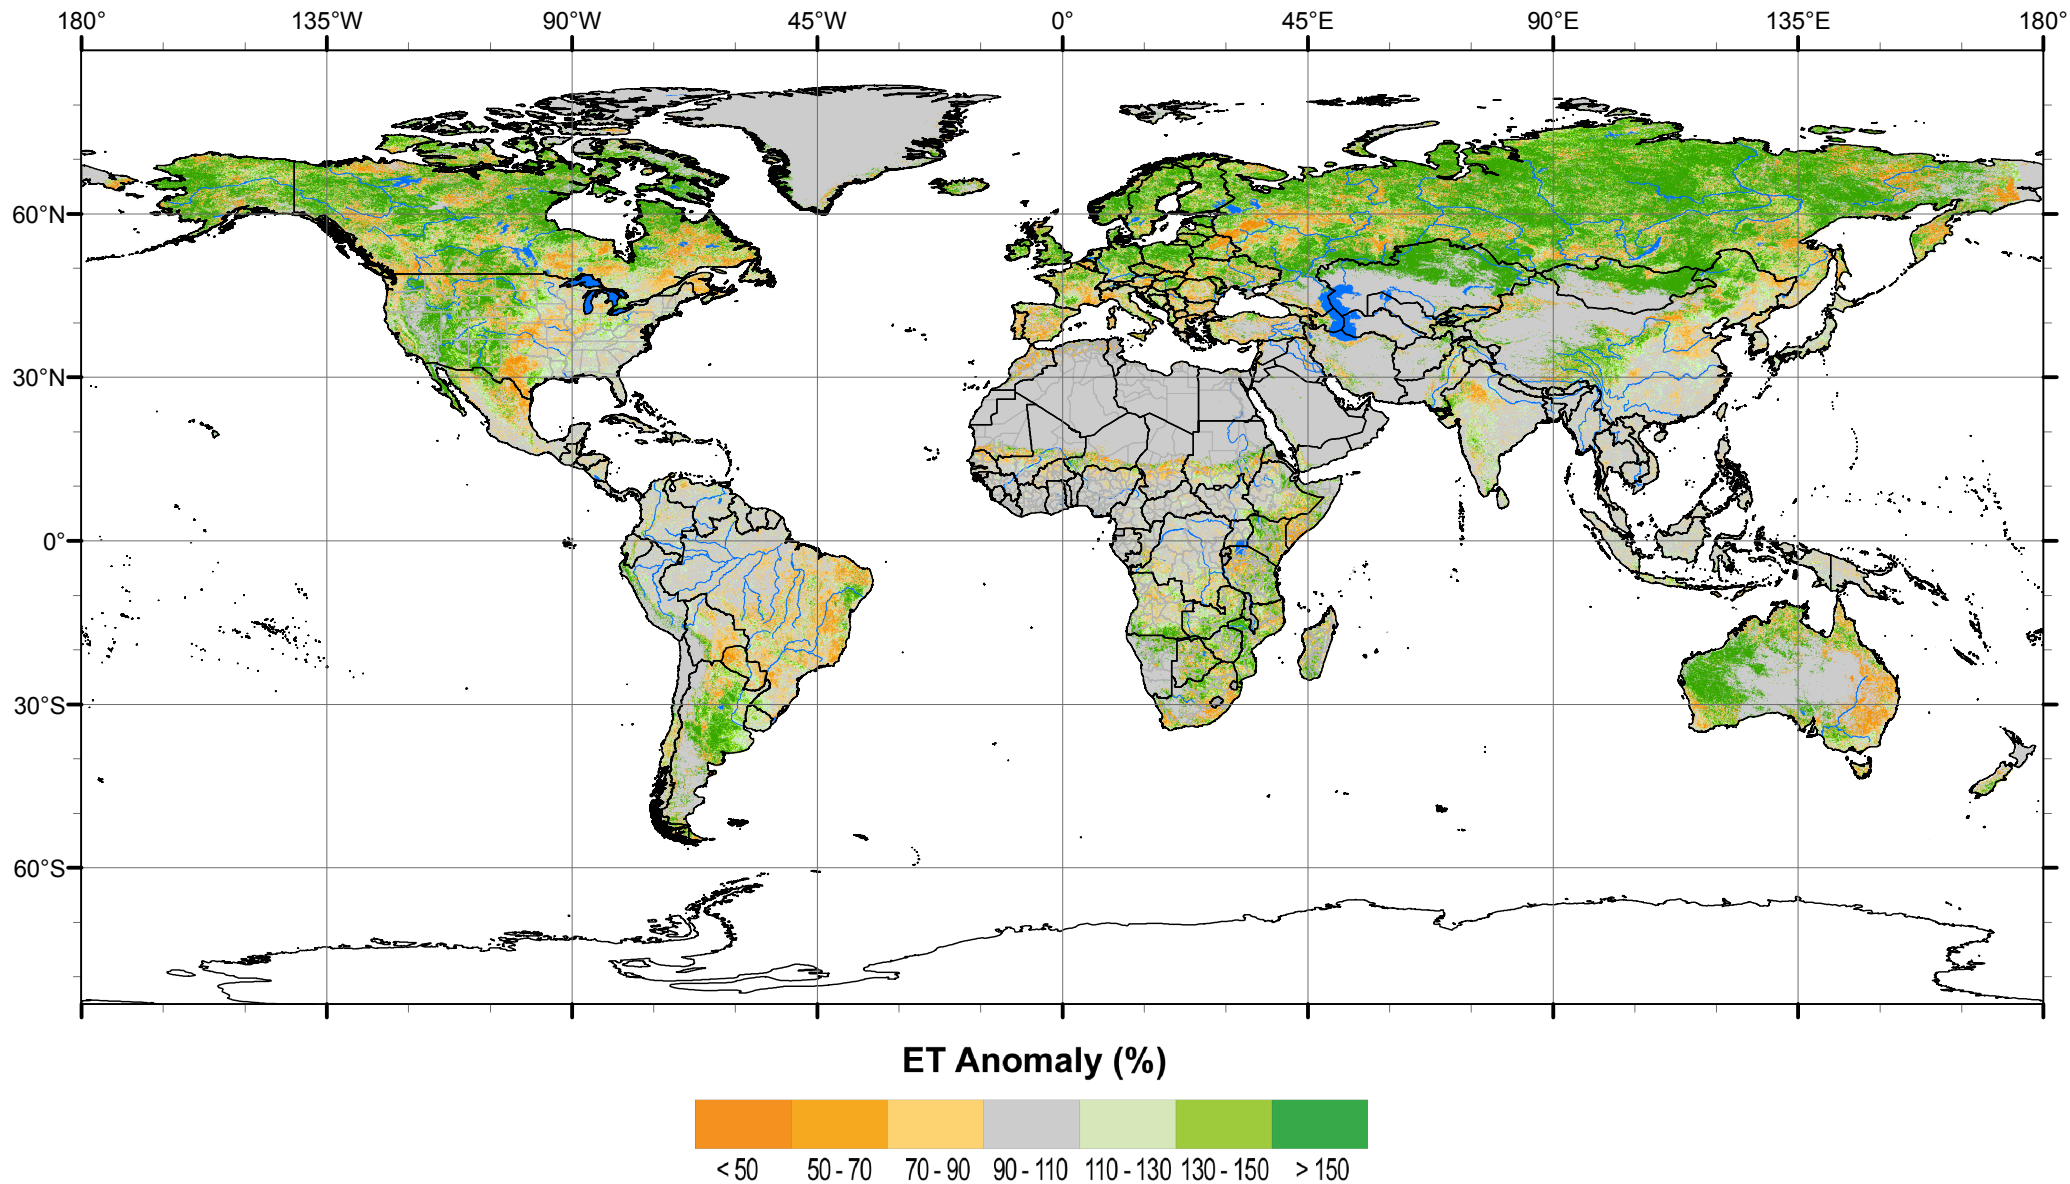 180° 135°W 90°W 45°W 0° 45°E 90°E 135°E 180°
60°N
30°N
0°
30°S
60°S
ET Anomaly (%)
< 50 50 - 70 70 - 90 90 - 110 110 - 130 130 - 150 > 150